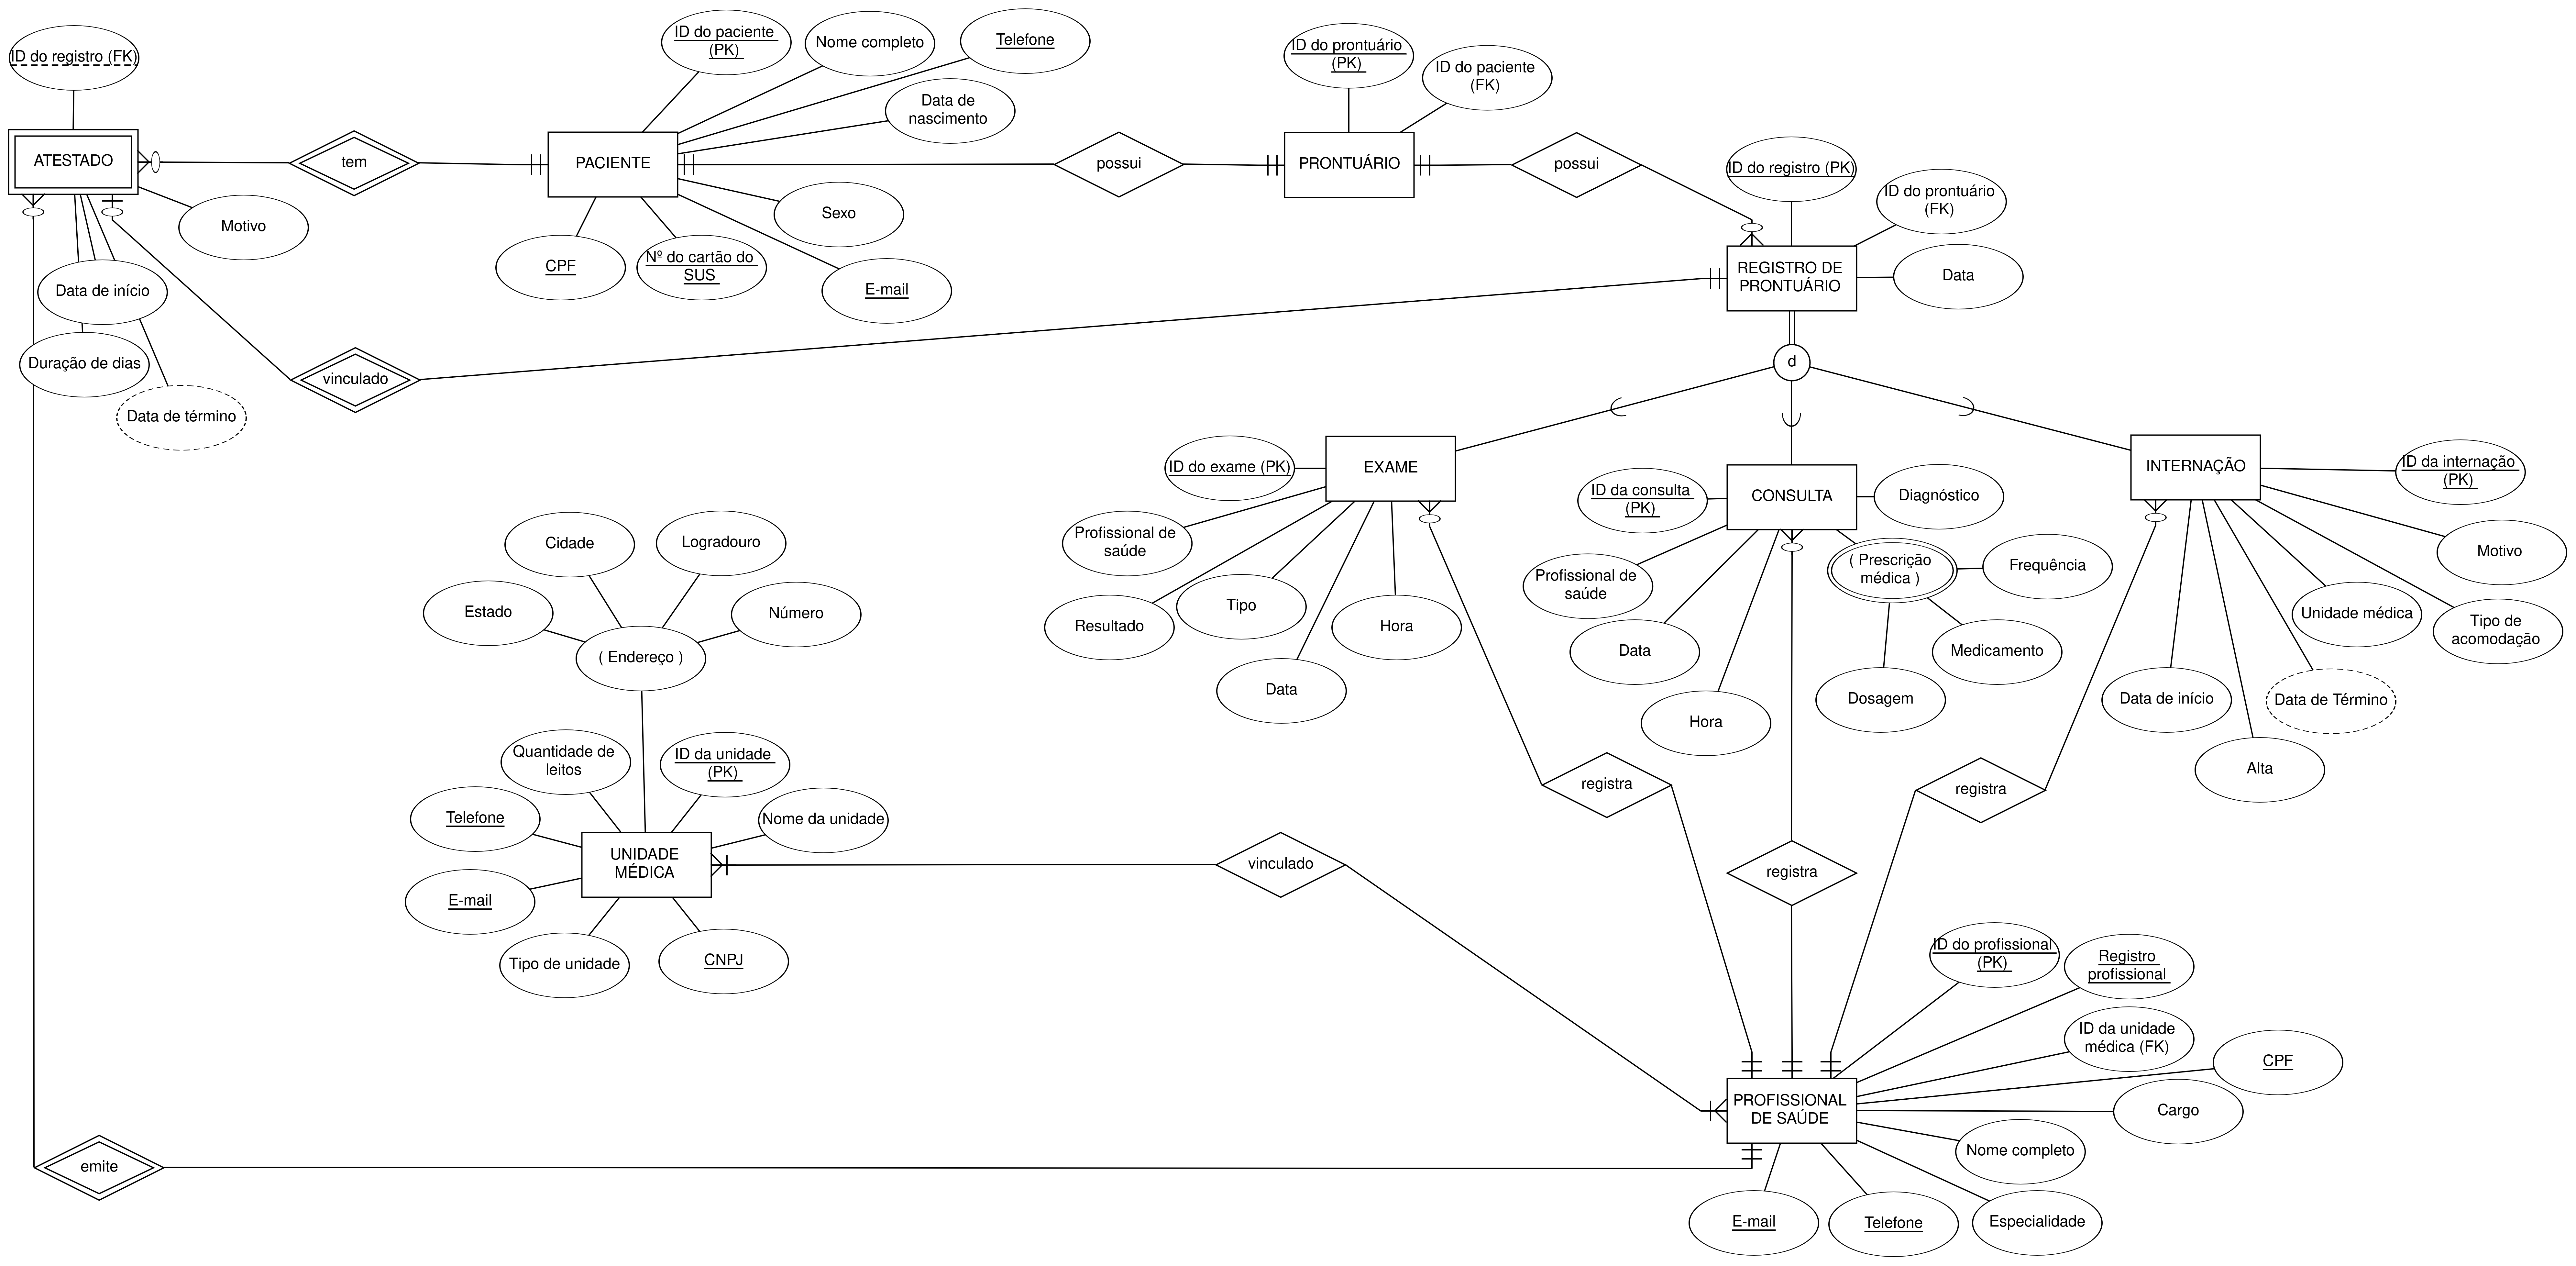 ID do registro (FK)
ATESTADO
Motivo
Data de início
Duração de dias
Data de término
tem
vinculado
ID do paciente
(PK)
Nome completo
Telefone
Data de
nascimento
PACIENTE
Sexo
CPF
Nº do cartão do
SUS
E-mail
possui
ID do prontuário
(PK)
ID do paciente
(FK)
PRONTUÁRIO
possui
ID do registro (PK)
ID do prontuário
(FK)
REGISTRO DE
PRONTUÁRIO
Data
d
ID do exame (PK)
EXAME
Profissional de
saúde
Resultado
Tipo
Data
Hora
ID da consulta
(PK)
CONSULTA
Diagnóstico
Profissional de
saúde
( Prescrição
médica )
Frequência
Data
Medicamento
Hora
Dosagem
INTERNAÇÃO
ID da internação
(PK)
Motivo
Unidade médica
Tipo de
acomodação
Data de início
Data de Término
Alta
Cidade
Logradouro
Estado
Número
( Endereço )
Quantidade de
leitos
ID da unidade
(PK)
Telefone
Nome da unidade
UNIDADE
MÉDICA
E-mail
Tipo de unidade
CNPJ
vinculado
registra
registra
registra
ID do profissional
(PK)
Registro
profissional
ID da unidade
médica (FK)
CPF
PROFISSIONAL
DE SAÚDE
Cargo
Nome completo
E-mail
Telefone
Especialidade
emite